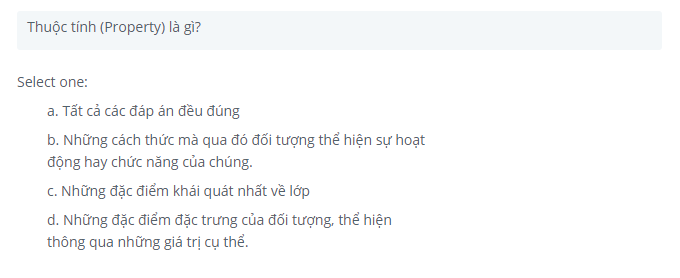 Thuộc tính (Property) là gì?
Select one:
a. Tất cả các đáp án đều đúng
b. Những cách thức mà qua đó đối tượng thể hiện sự hoạt
động hay chức năng của chúng.
c. Những đặc điểm khái quát nhất về lớp
d. Những đặc điểm đặc trưng của đối tượng, thể hiện
thông qua những giá trị cụ thể.